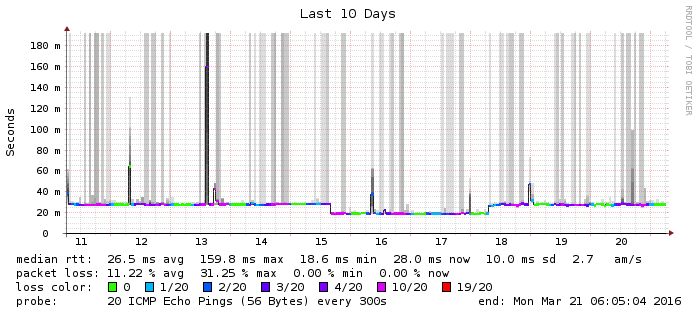 Last 10 Days
RRDTOOL / TOBI OETIKER
Seconds
180 m
160 m
140 m
120 m
100 m
80 m
60 m
40 m
20 m
0
11 12 13 14 15 16 17 18 19 20
median rtt: 26.5 ms avg 159.8 ms max 18.6 ms min 28.0 ms now 10.0 ms sd 2.7 am/s
packet loss: 11.22 % avg 31.25 % max 0.00 % min 0.00 % now
loss color: 0 1/20 2/20 3/20 4/20 10/20 19/20
probe: 20 ICMP Echo Pings (56 Bytes) every 300s end: Mon Mar 21 06:05:04 2016